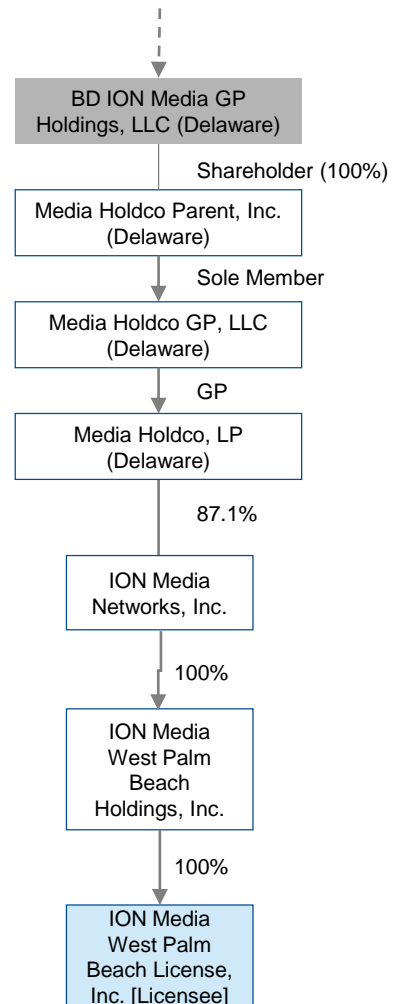 BD ION Media GP
Holdings, LLC (Delaware)
Shareholder (100%)
Media Holdco Parent, Inc.
(Delaware)
Sole Member
Media Holdco GP, LLC
(Delaware)
GP
Media Holdco, LP
(Delaware)
87.1%
ION Media
Networks, Inc.
100%
ION Media
West Palm
Beach
Holdings, Inc.
100%
ION Media
West Palm
Beach License,
Inc. [Licensee]